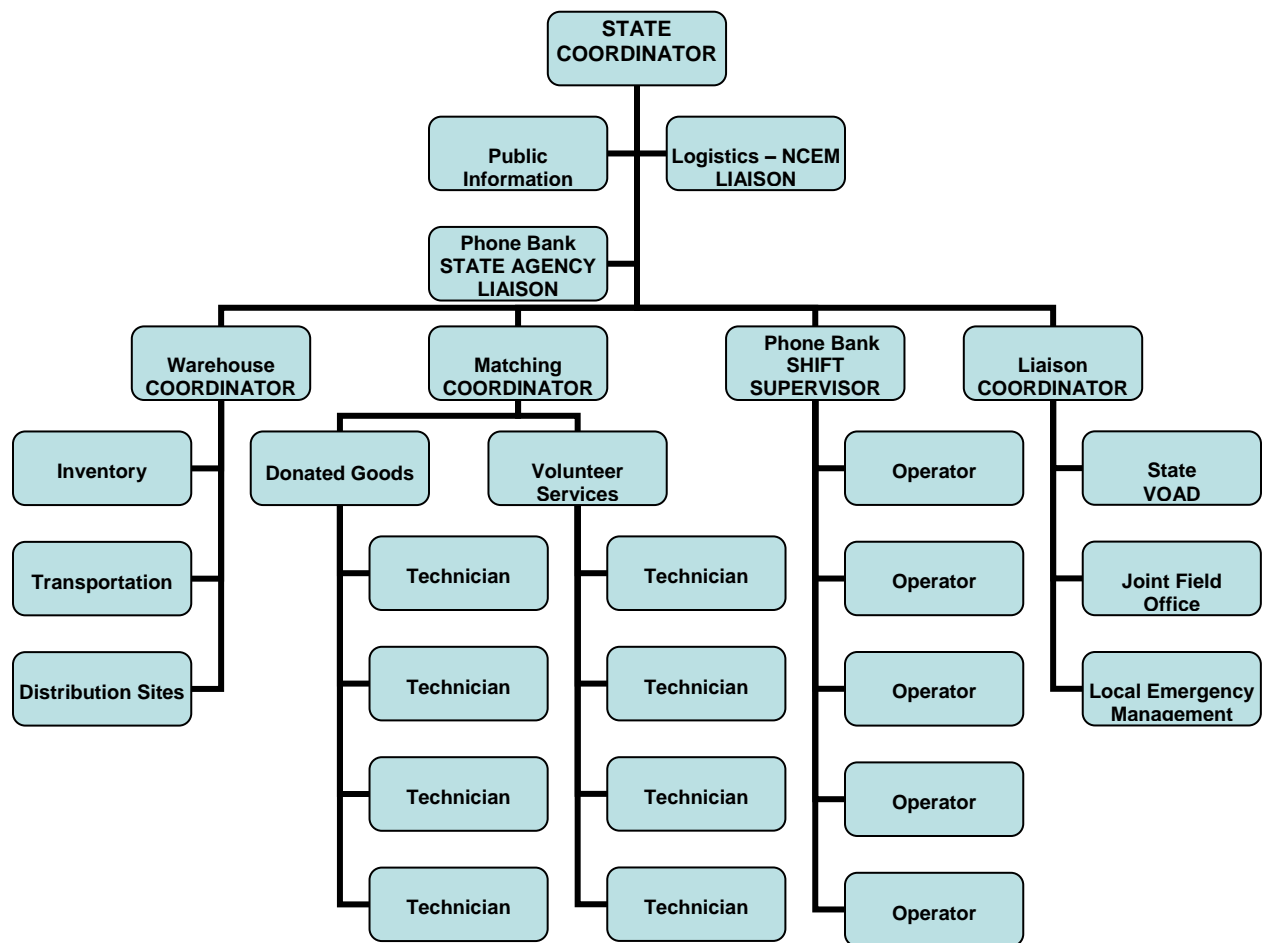 STATE
COORDINATOR
Public
Information
Logistics – NCEM
LIAISON
Phone Bank
STATE AGENCY
LIAISON
Warehouse
COORDINATOR
Matching
COORDINATOR
Phone Bank
SHIFT
SUPERVISOR
Liaison
COORDINATOR
Inventory
Donated Goods
Volunteer
Services
Operator
State
VOAD
Transportation
Technician
Technician
Operator
Joint Field
Office
Distribution Sites
Technician
Technician
Operator
Local Emergency
Management
Technician
Technician
Operator
Technician
Technician
Operator